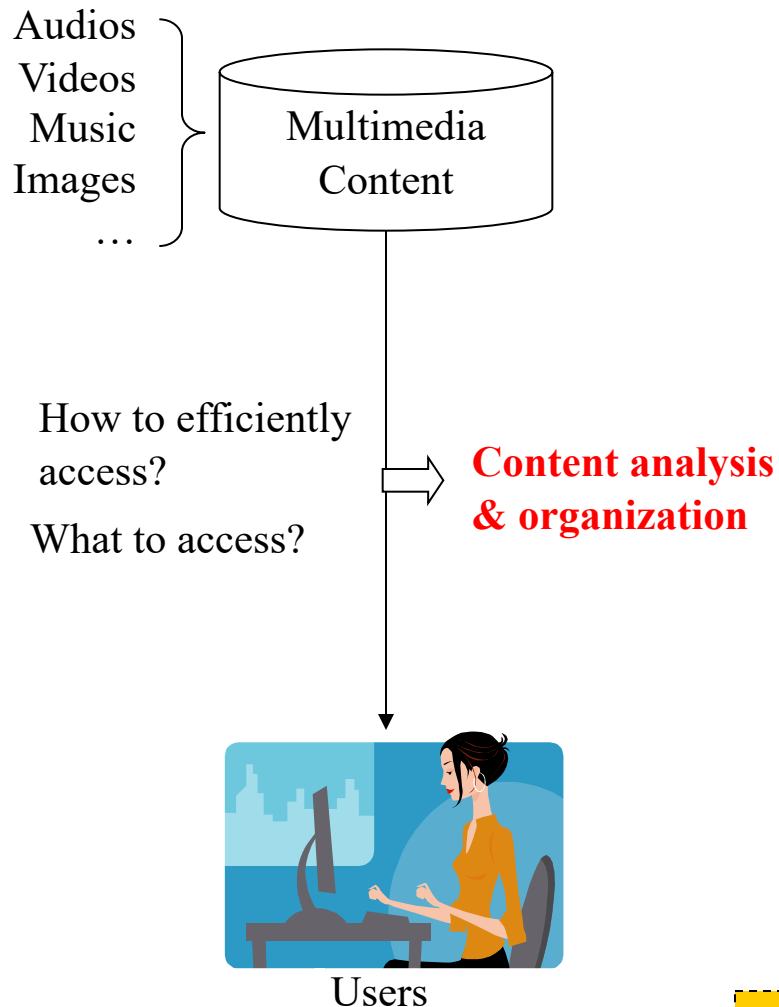 Audios
Videos
Music
Images
…
Multimedia
Content
How to efficiently
access?
What to access?
Content analysis
& organization
Users